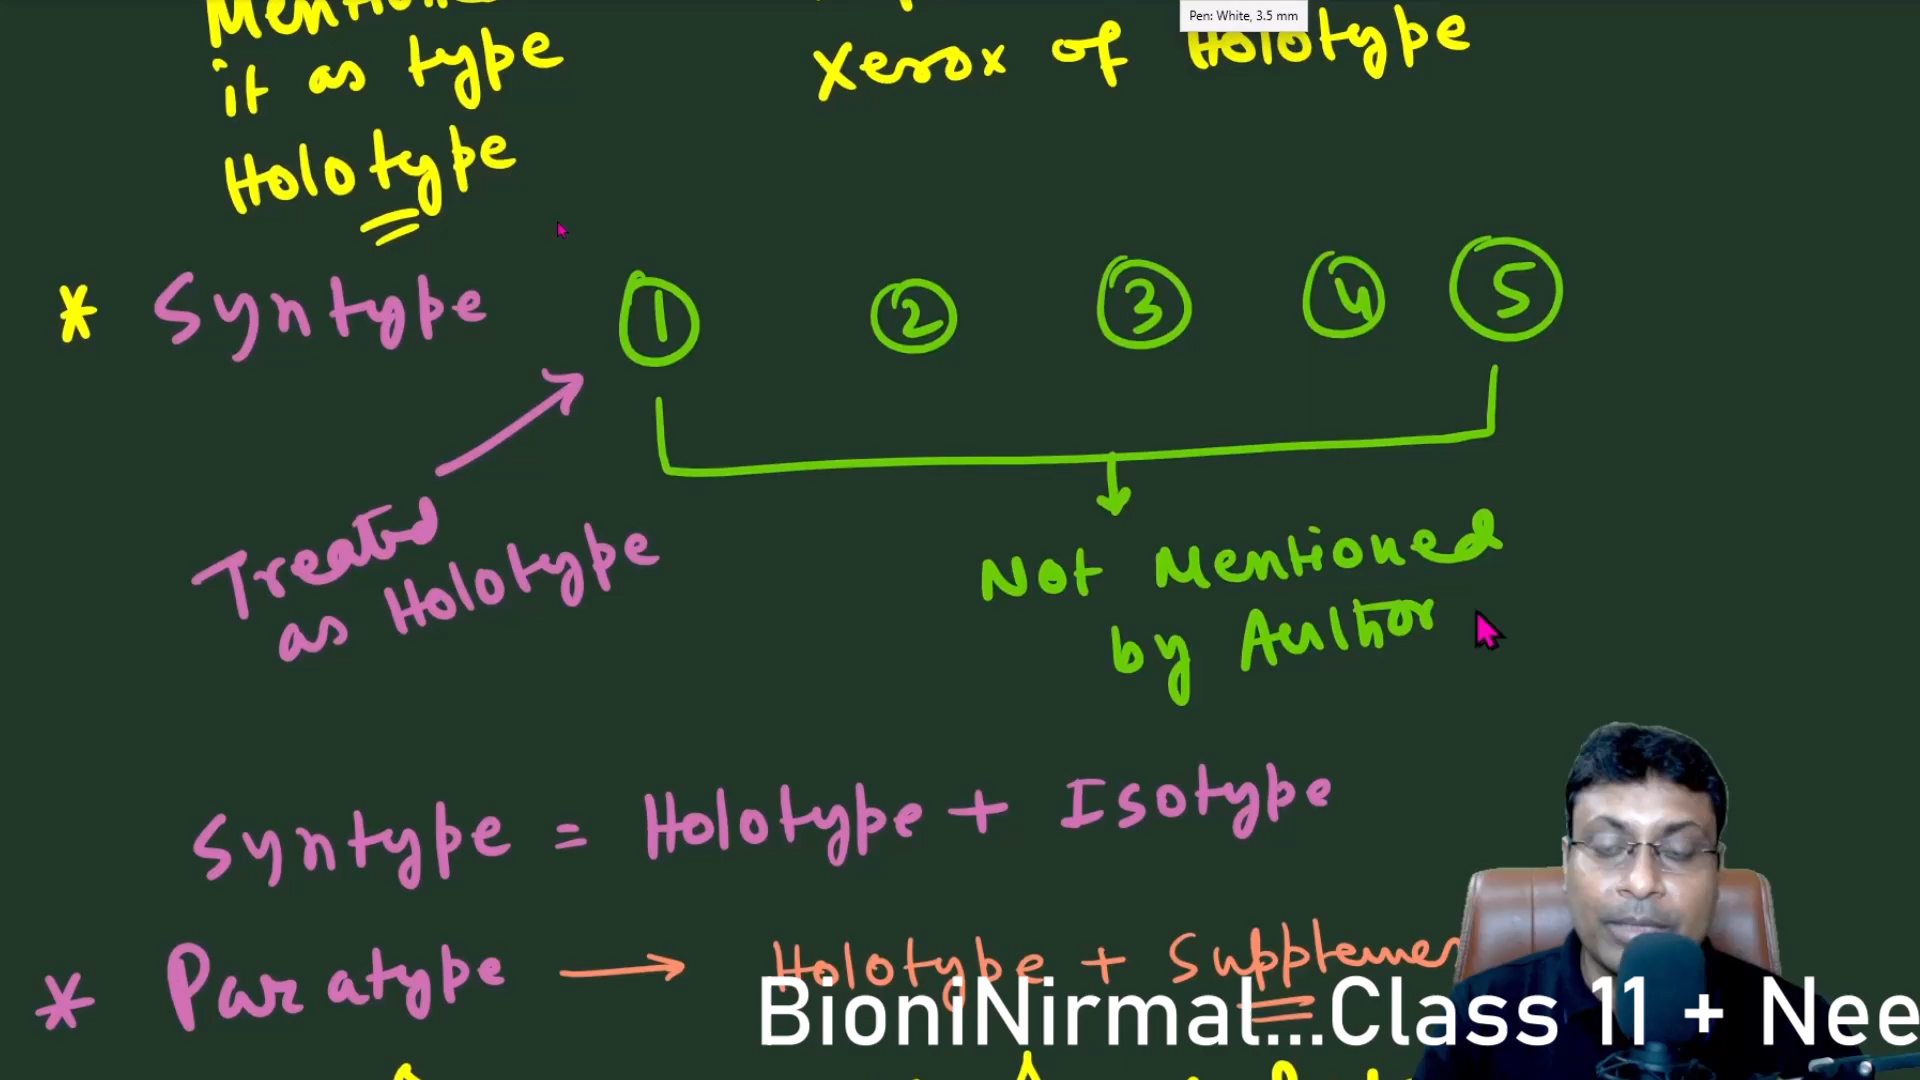 Pen: White, 3.5 mm
it as type
Xerox of Holotype
Holotype
* Syntype 1 2 3 4 5
Treated
as Holotype
Not Mentioned
by Author
Syntype = Holotype + Isotype
* Paratype → Holotype + Supplemen
BioniNirmal...Class 11 + Nee